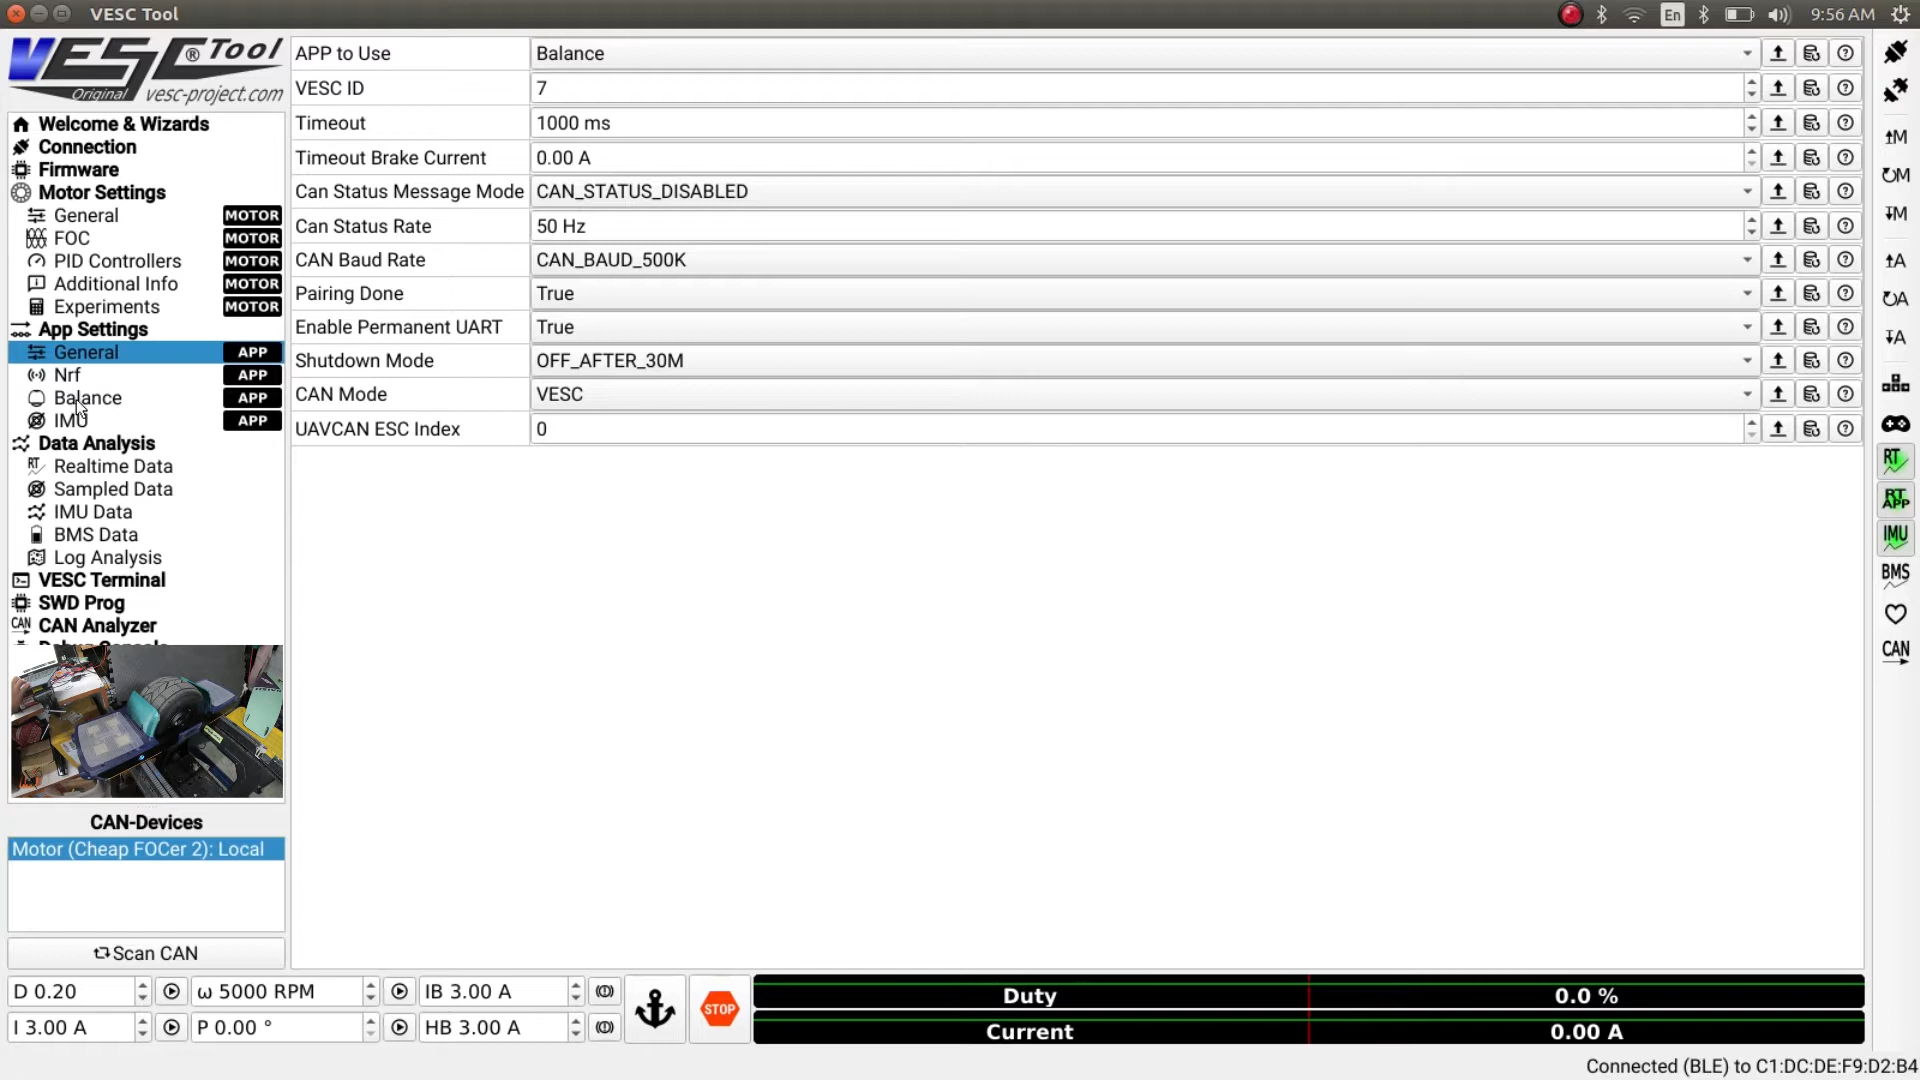 VESC Tool
En
9:56 AM
VESC® Tool
Original
vesc-project.com
Welcome & Wizards
Connection
Firmware
Motor Settings
General MOTOR
FOC MOTOR
PID Controllers MOTOR
Additional Info MOTOR
Experiments MOTOR
App Settings
General APP
Nrf APP
Balance APP
IMU APP
Data Analysis
RT Realtime Data
Sampled Data
IMU Data
BMS Data
Log Analysis
VESC Terminal
SWD Prog
CAN CAN Analyzer
CAN-Devices
Motor (Cheap FOCer 2): Local
Scan CAN
APP to Use Balance
VESC ID 7
Timeout 1000 ms
Timeout Brake Current 0.00 A
Can Status Message Mode CAN_STATUS_DISABLED
Can Status Rate 50 Hz
CAN Baud Rate CAN_BAUD_500K
Pairing Done True
Enable Permanent UART True
Shutdown Mode OFF_AFTER_30M
CAN Mode VESC
UAVCAN ESC Index 0
M
M
M
A
A
A
RT
RT APP
IMU
BMS
CAN
D 0.20
ω 5000 RPM
IB 3.00 A
I 3.00 A
P 0.00 °
HB 3.00 A
STOP
Duty 0.0 %
Current 0.00 A
Connected (BLE) to C1:DC:DE:F9:D2:B4